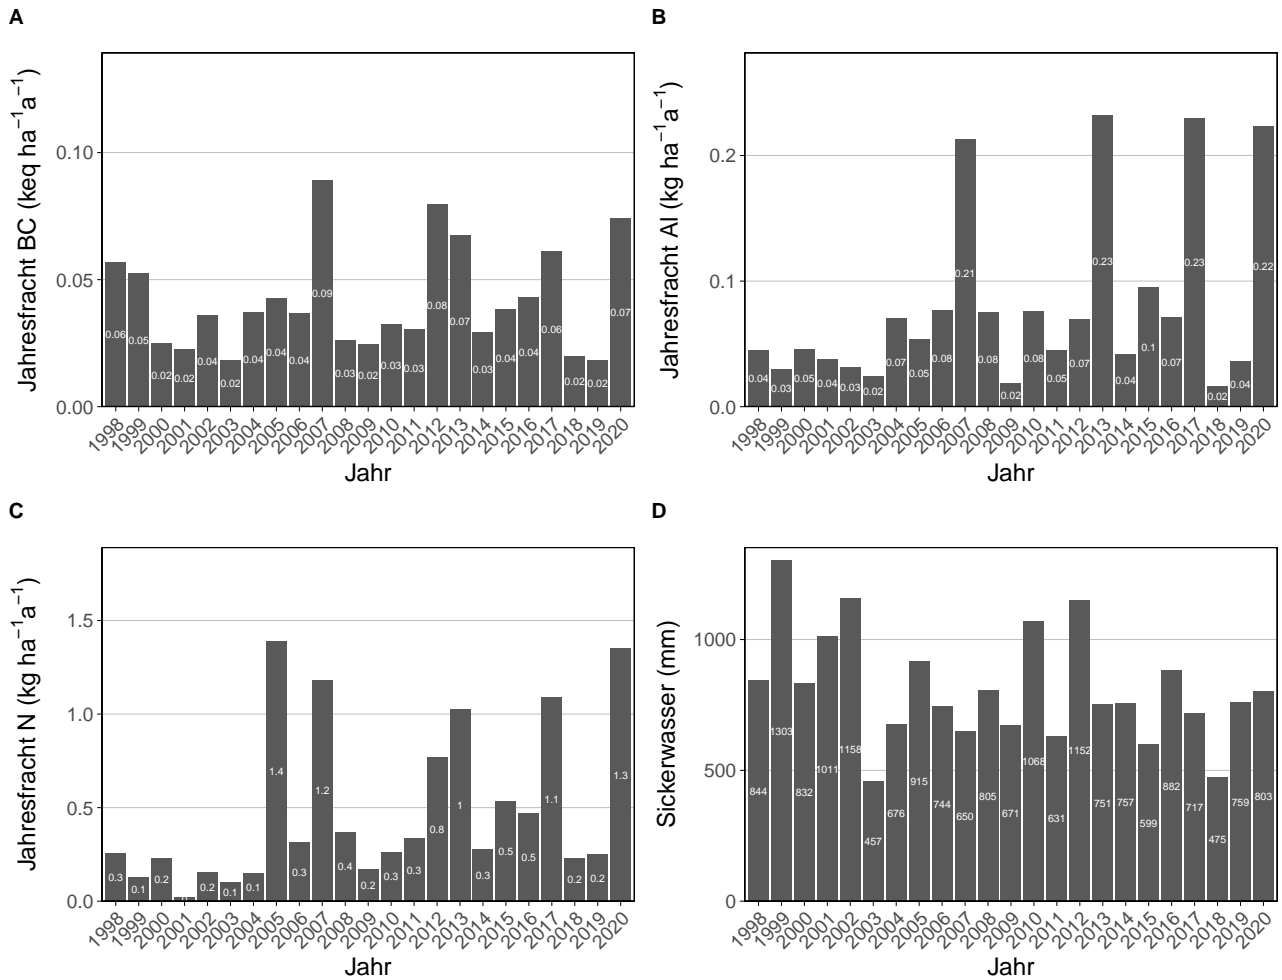 A
Jahresfracht BC (keq ha⁻¹a⁻¹)
0.10
0.05
0.00
0.06 0.05 0.02 0.02 0.04 0.02 0.04 0.04 0.04 0.09 0.03 0.02 0.03 0.03 0.08 0.07 0.03 0.04 0.04 0.06 0.02 0.02 0.07
1998 1999 2000 2001 2002 2003 2004 2005 2006 2007 2008 2009 2010 2011 2012 2013 2014 2015 2016 2017 2018 2019 2020
Jahr
B
Jahresfracht Al (kg ha⁻¹a⁻¹)
0.2
0.1
0.0
0.04 0.03 0.05 0.04 0.03 0.02 0.07 0.05 0.08 0.21 0.08 0.02 0.08 0.05 0.07 0.23 0.04 0.1 0.07 0.23 0.02 0.04 0.22
1998 1999 2000 2001 2002 2003 2004 2005 2006 2007 2008 2009 2010 2011 2012 2013 2014 2015 2016 2017 2018 2019 2020
Jahr
C
Jahresfracht N (kg ha⁻¹a⁻¹)
1.5
1.0
0.5
0.0
0.3 0.1 0.2 0.2 0.1 0.1 1.4 0.3 1.2 0.4 0.2 0.3 0.3 0.8 1 0.3 0.5 0.5 1.1 0.2 0.2 1.3
1998 1999 2000 2001 2002 2003 2004 2005 2006 2007 2008 2009 2010 2011 2012 2013 2014 2015 2016 2017 2018 2019 2020
Jahr
D
Sickerwasser (mm)
1000
500
0
844 1303 832 1011 1158 457 676 915 744 650 805 671 1068 631 1152 751 757 599 882 717 475 759 803
1998 1999 2000 2001 2002 2003 2004 2005 2006 2007 2008 2009 2010 2011 2012 2013 2014 2015 2016 2017 2018 2019 2020
Jahr